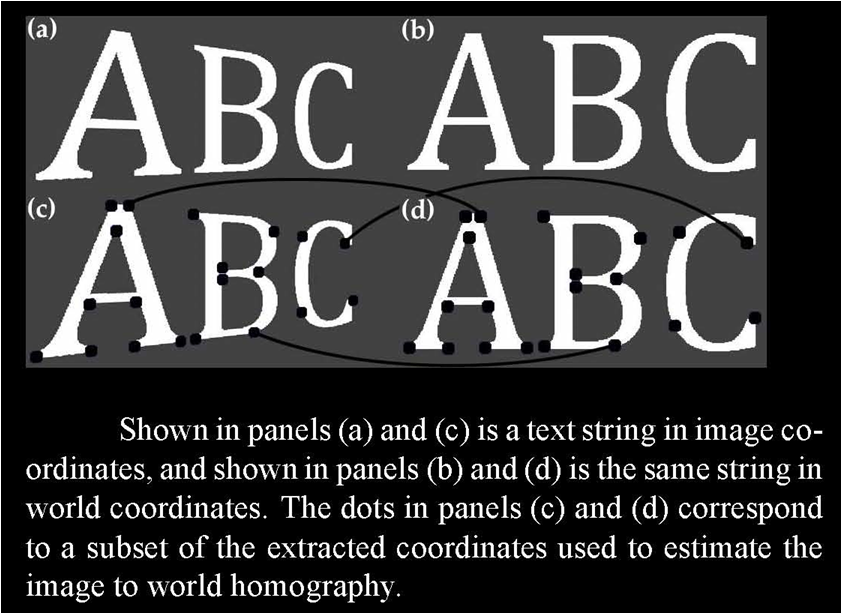 (a) ABC (b) ABC
(c) ABC (d) ABC
Shown in panels (a) and (c) is a text string in image co-
ordinates, and shown in panels (b) and (d) is the same string in
world coordinates. The dots in panels (c) and (d) correspond
to a subset of the extracted coordinates used to estimate the
image to world homography.